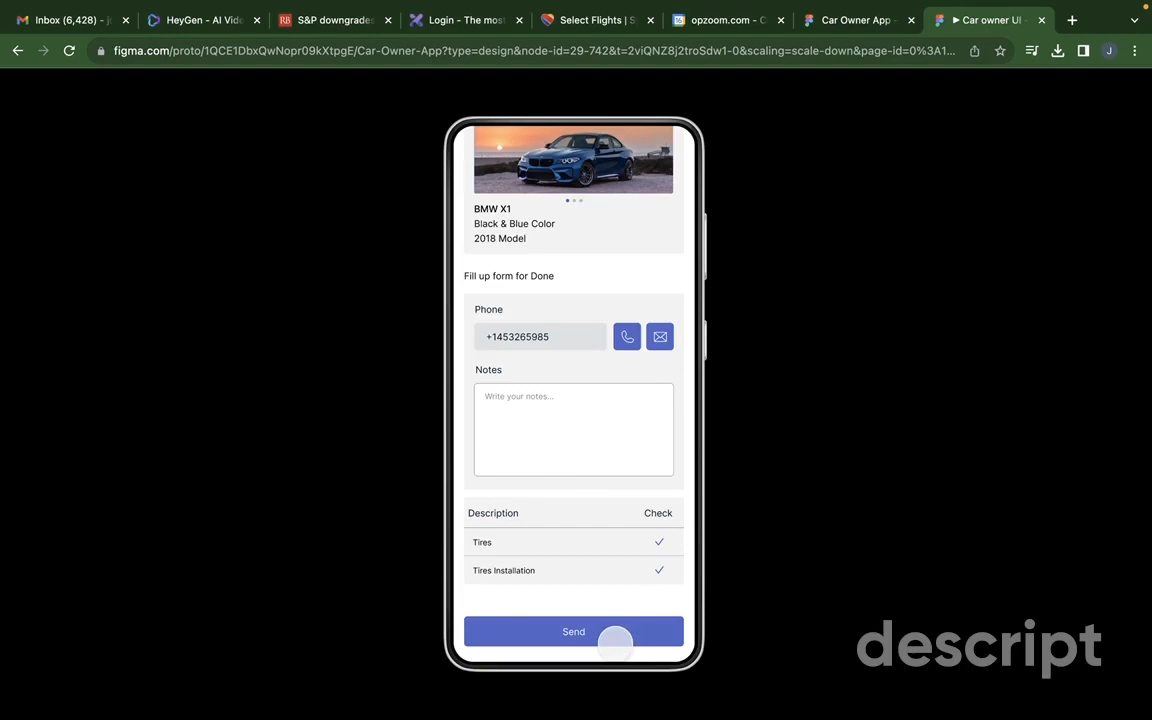 Inbox (6,428) - j
HeyGen - AI Vide
S&P downgrades
Login - The most
Select Flights | S
opzoom.com - C
Car Owner App -
▶ Car owner UI -
figma.com/proto/1QCE1DbxQwNopr09kXtpgE/Car-Owner-App?type=design&node-id=29-742&t=2viQNZ8j2troSdw1-0&scaling=scale-down&page-id=0%3A1...
BMW X1
Black & Blue Color
2018 Model
Fill up form for Done
Phone
+1453265985
Notes
Write your notes...
Description Check
Tires
Tires Installation
Send
descript